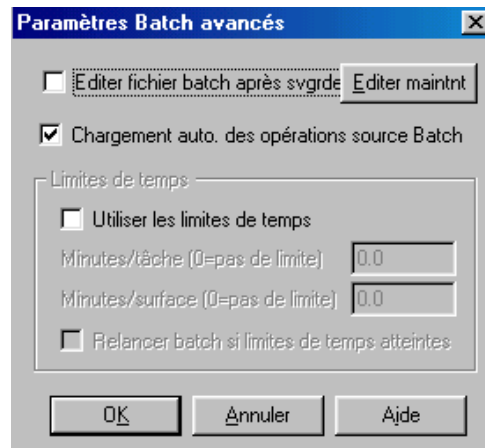 Paramètres Batch avancés
Editer fichier batch après svgrde Editer maintnt
Chargement auto. des opérations source Batch
Limites de temps
Utiliser les limites de temps
Minutes/tâche (0=pas de limite) 0.0
Minutes/surface (0=pas de limite) 0.0
Relancer batch si limites de temps atteintes
OK Annuler Ajde